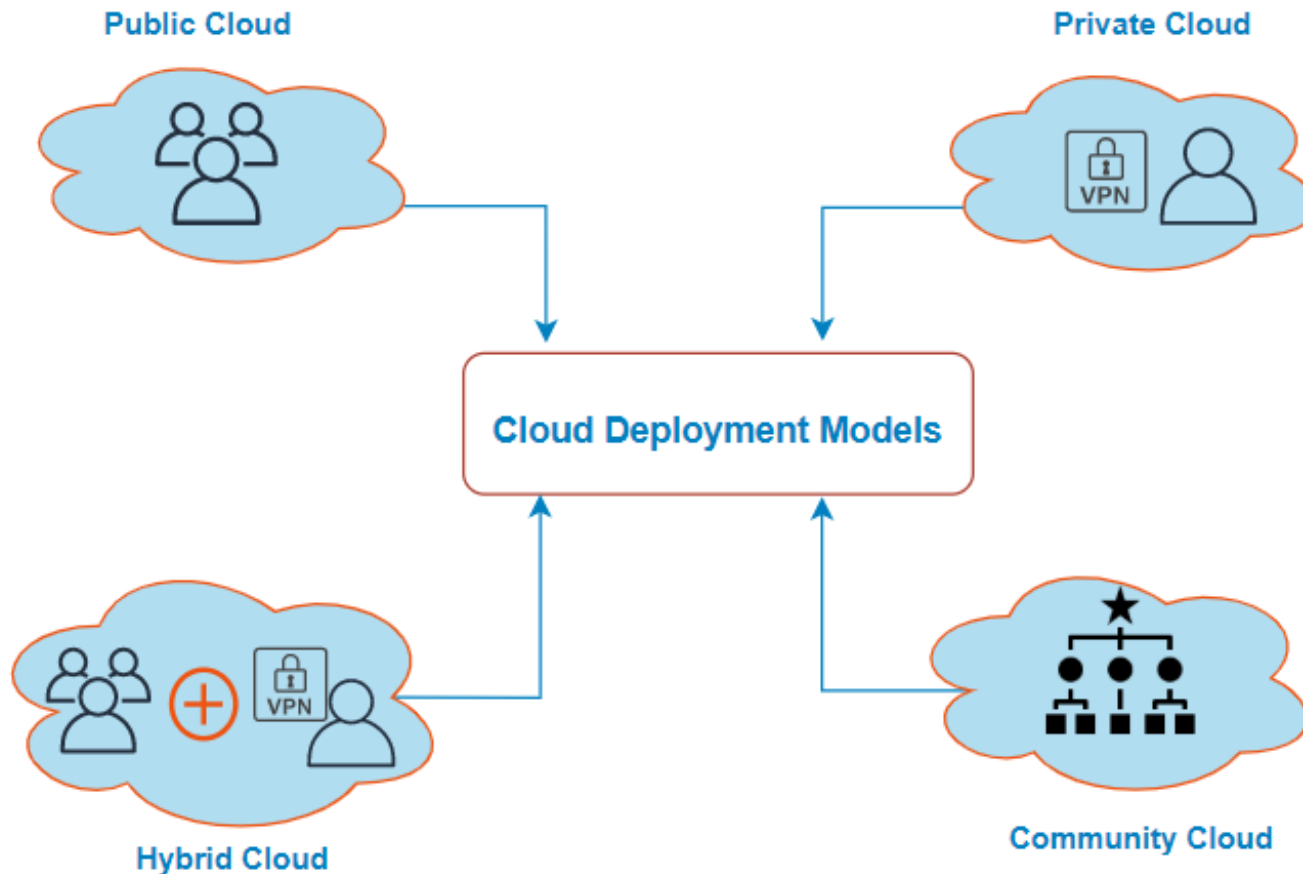 Public Cloud
Private Cloud
VPN
Cloud Deployment Models
VPN
Hybrid Cloud
Community Cloud